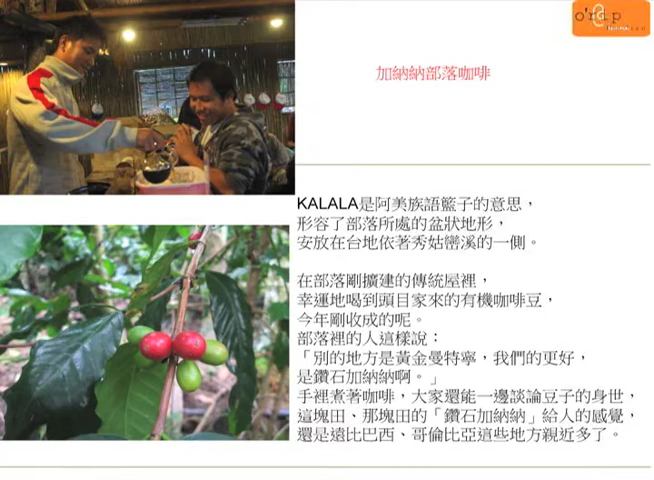 o'rip
加納納部落咖啡
KALALA是阿美族語籃子的意思，
形容了部落所處的盆狀地形，
安放在台地依著秀姑巒溪的一側。
在部落剛擴建的傳統屋裡，
幸運地喝到頭目家來的有機咖啡豆，
今年剛收成的呢。
部落裡的人這樣說：
「別的地方是黃金曼特寧，我們的更好，
是鑽石加納納啊。」
手裡煮著咖啡，大家還能一邊談論豆子的身世，
這塊田、那塊田的「鑽石加納納」給人的感覺，
還是遠比巴西、哥倫比亞這些地方親近多了。